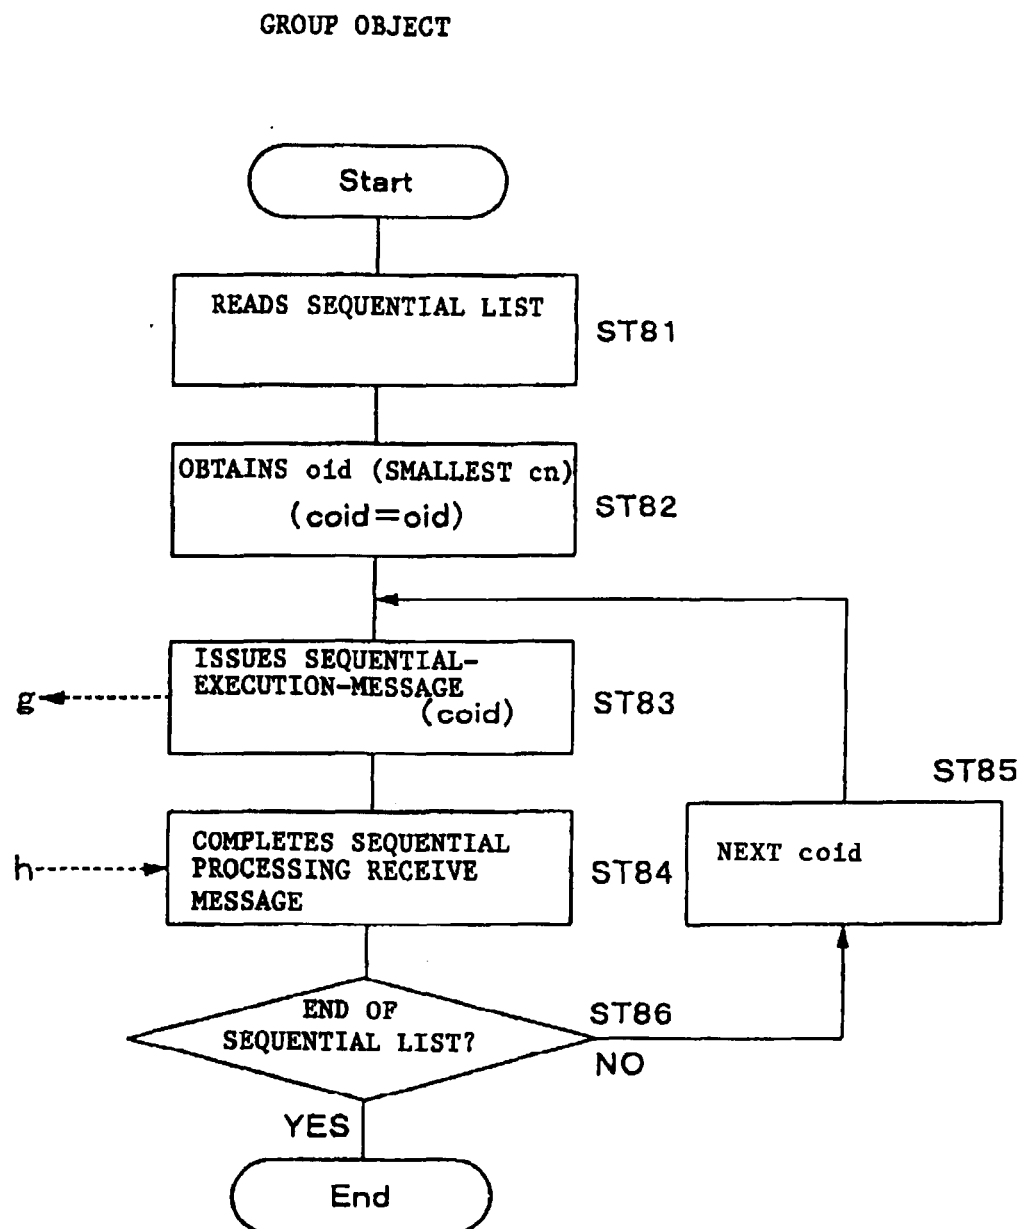 GROUP OBJECT
Start
READS SEQUENTIAL LIST
ST81
OBTAINS oid (SMALLEST cn)
(coid=oid)
ST82
ISSUES SEQUENTIAL-
EXECUTION-MESSAGE
(coid)
g
ST83
ST85
NEXT coid
COMPLETES SEQUENTIAL
PROCESSING RECEIVE
MESSAGE
h
ST84
END OF
SEQUENTIAL LIST?
ST86
NO
YES
End